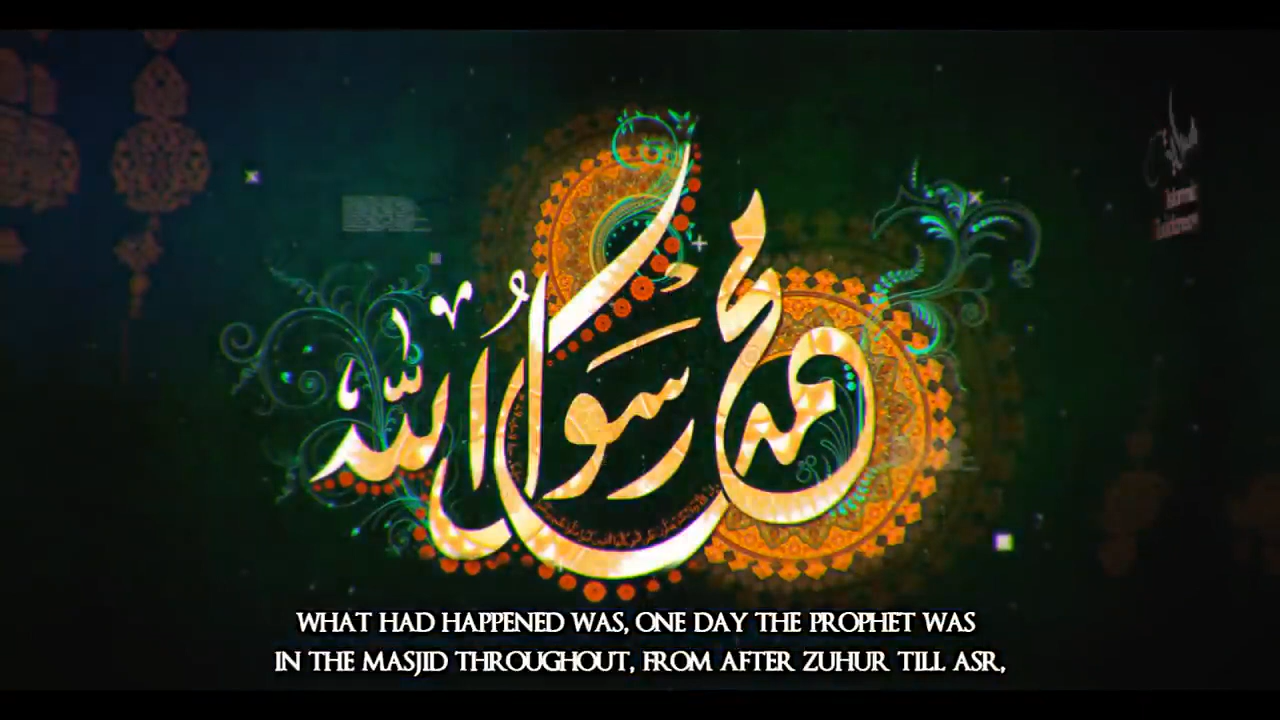 محمد رسول الله
WHAT HAD HAPPENED WAS, ONE DAY THE PROPHET WAS
IN THE MASJID THROUGHOUT, FROM AFTER ZUHUR TILL ASR,